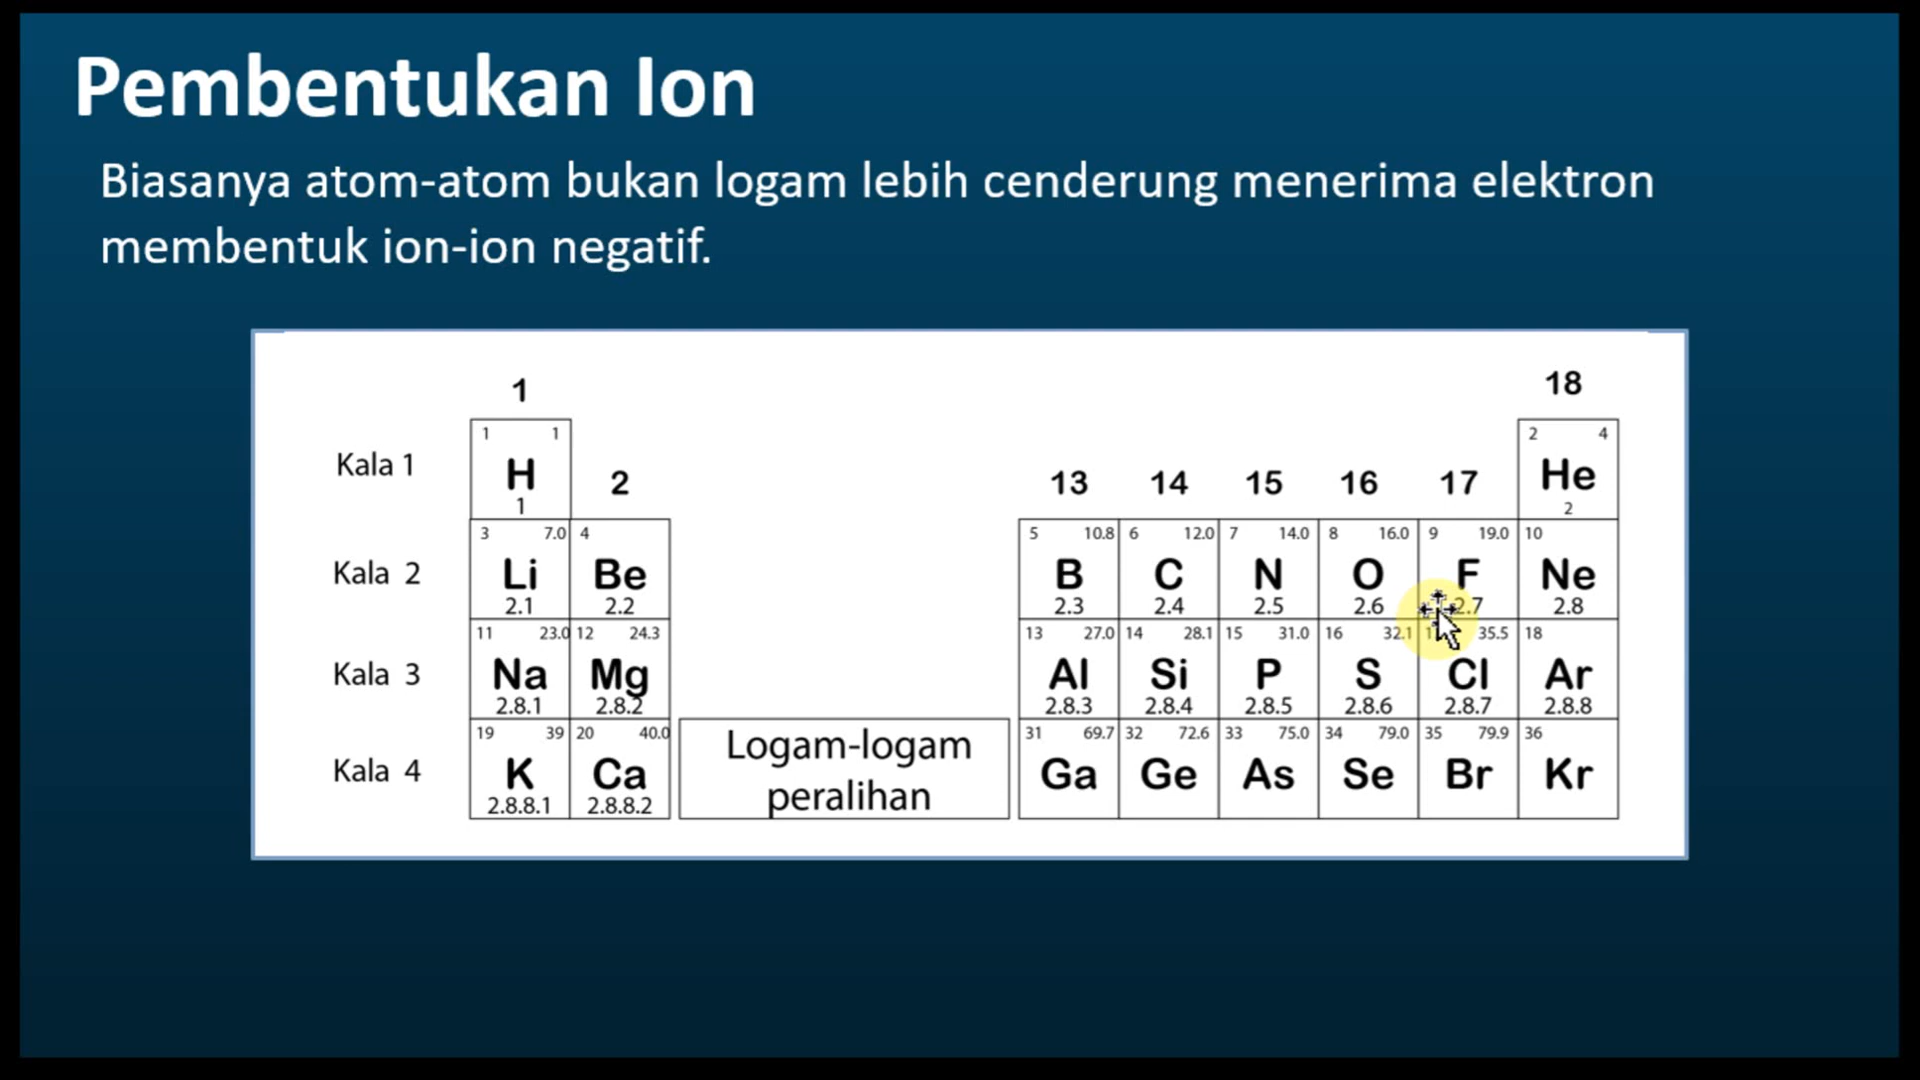 Pembentukan Ion
Biasanya atom-atom bukan logam lebih cenderung menerima elektron
membentuk ion-ion negatif.
1 18
Kala 1
1 1 2 4
H He
1 2
2 13 14 15 16 17
3 7.0 4 5 10.8 6 12.0 7 14.0 8 16.0 9 19.0 10
Kala 2 Li Be B C N O F Ne
2.1 2.2 2.3 2.4 2.5 2.6 2.7 2.8
11 23.0 12 24.3 13 27.0 14 28.1 15 31.0 16 32.1 35.5 18
Kala 3 Na Mg Al Si P S Cl Ar
2.8.1 2.8.2 2.8.3 2.8.4 2.8.5 2.8.6 2.8.7 2.8.8
19 39 20 40.0 31 69.7 32 72.6 33 75.0 34 79.0 35 79.9 36
Kala 4 K Ca Ga Ge As Se Br Kr
2.8.8.1 2.8.8.2
Logam-logam
peralihan